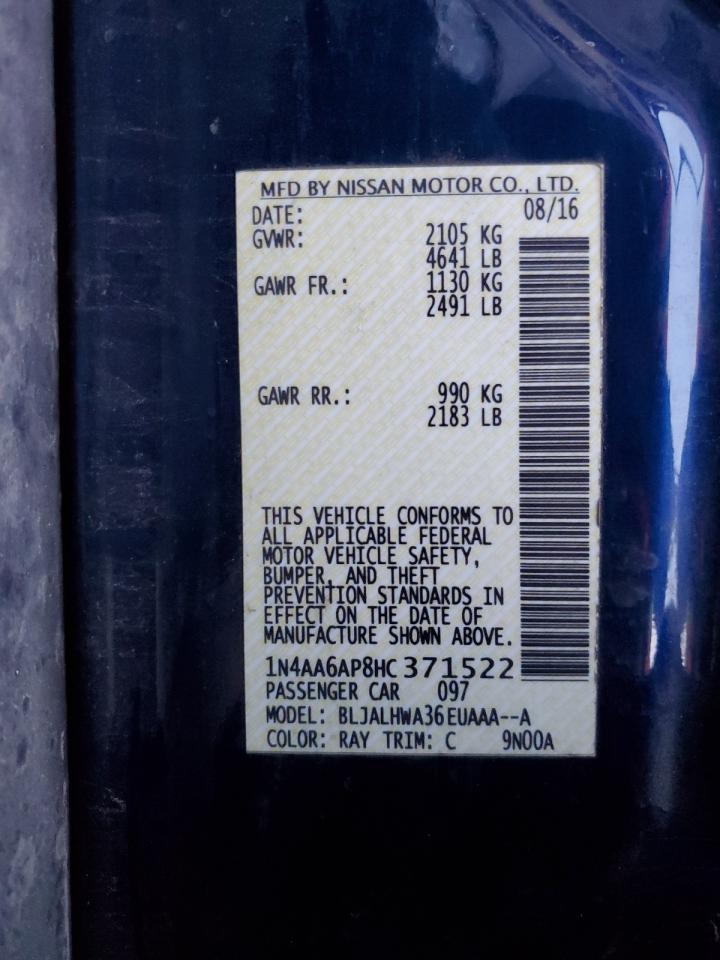 MFD BY NISSAN MOTOR CO., LTD.
DATE: 08/16
GVWR: 2105 KG
4641 LB
GAWR FR.: 1130 KG
2491 LB
GAWR RR.: 990 KG
2183 LB
THIS VEHICLE CONFORMS TO
ALL APPLICABLE FEDERAL
MOTOR VEHICLE SAFETY,
BUMPER, AND THEFT
PREVENTION STANDARDS IN
EFFECT ON THE DATE OF
MANUFACTURE SHOWN ABOVE.
1N4AA6AP8HC371522
PASSENGER CAR 097
MODEL: BLJALHWA36EUAAA--A
COLOR: RAY TRIM: C 9N00A